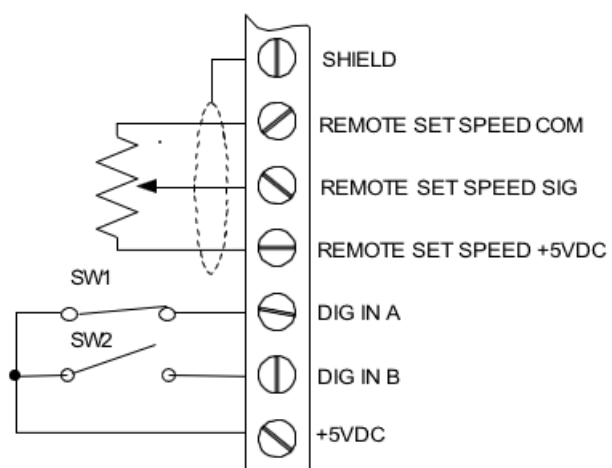 SHIELD
REMOTE SET SPEED COM
REMOTE SET SPEED SIG
REMOTE SET SPEED +5VDC
SW1
DIG IN A
SW2
DIG IN B
+5VDC